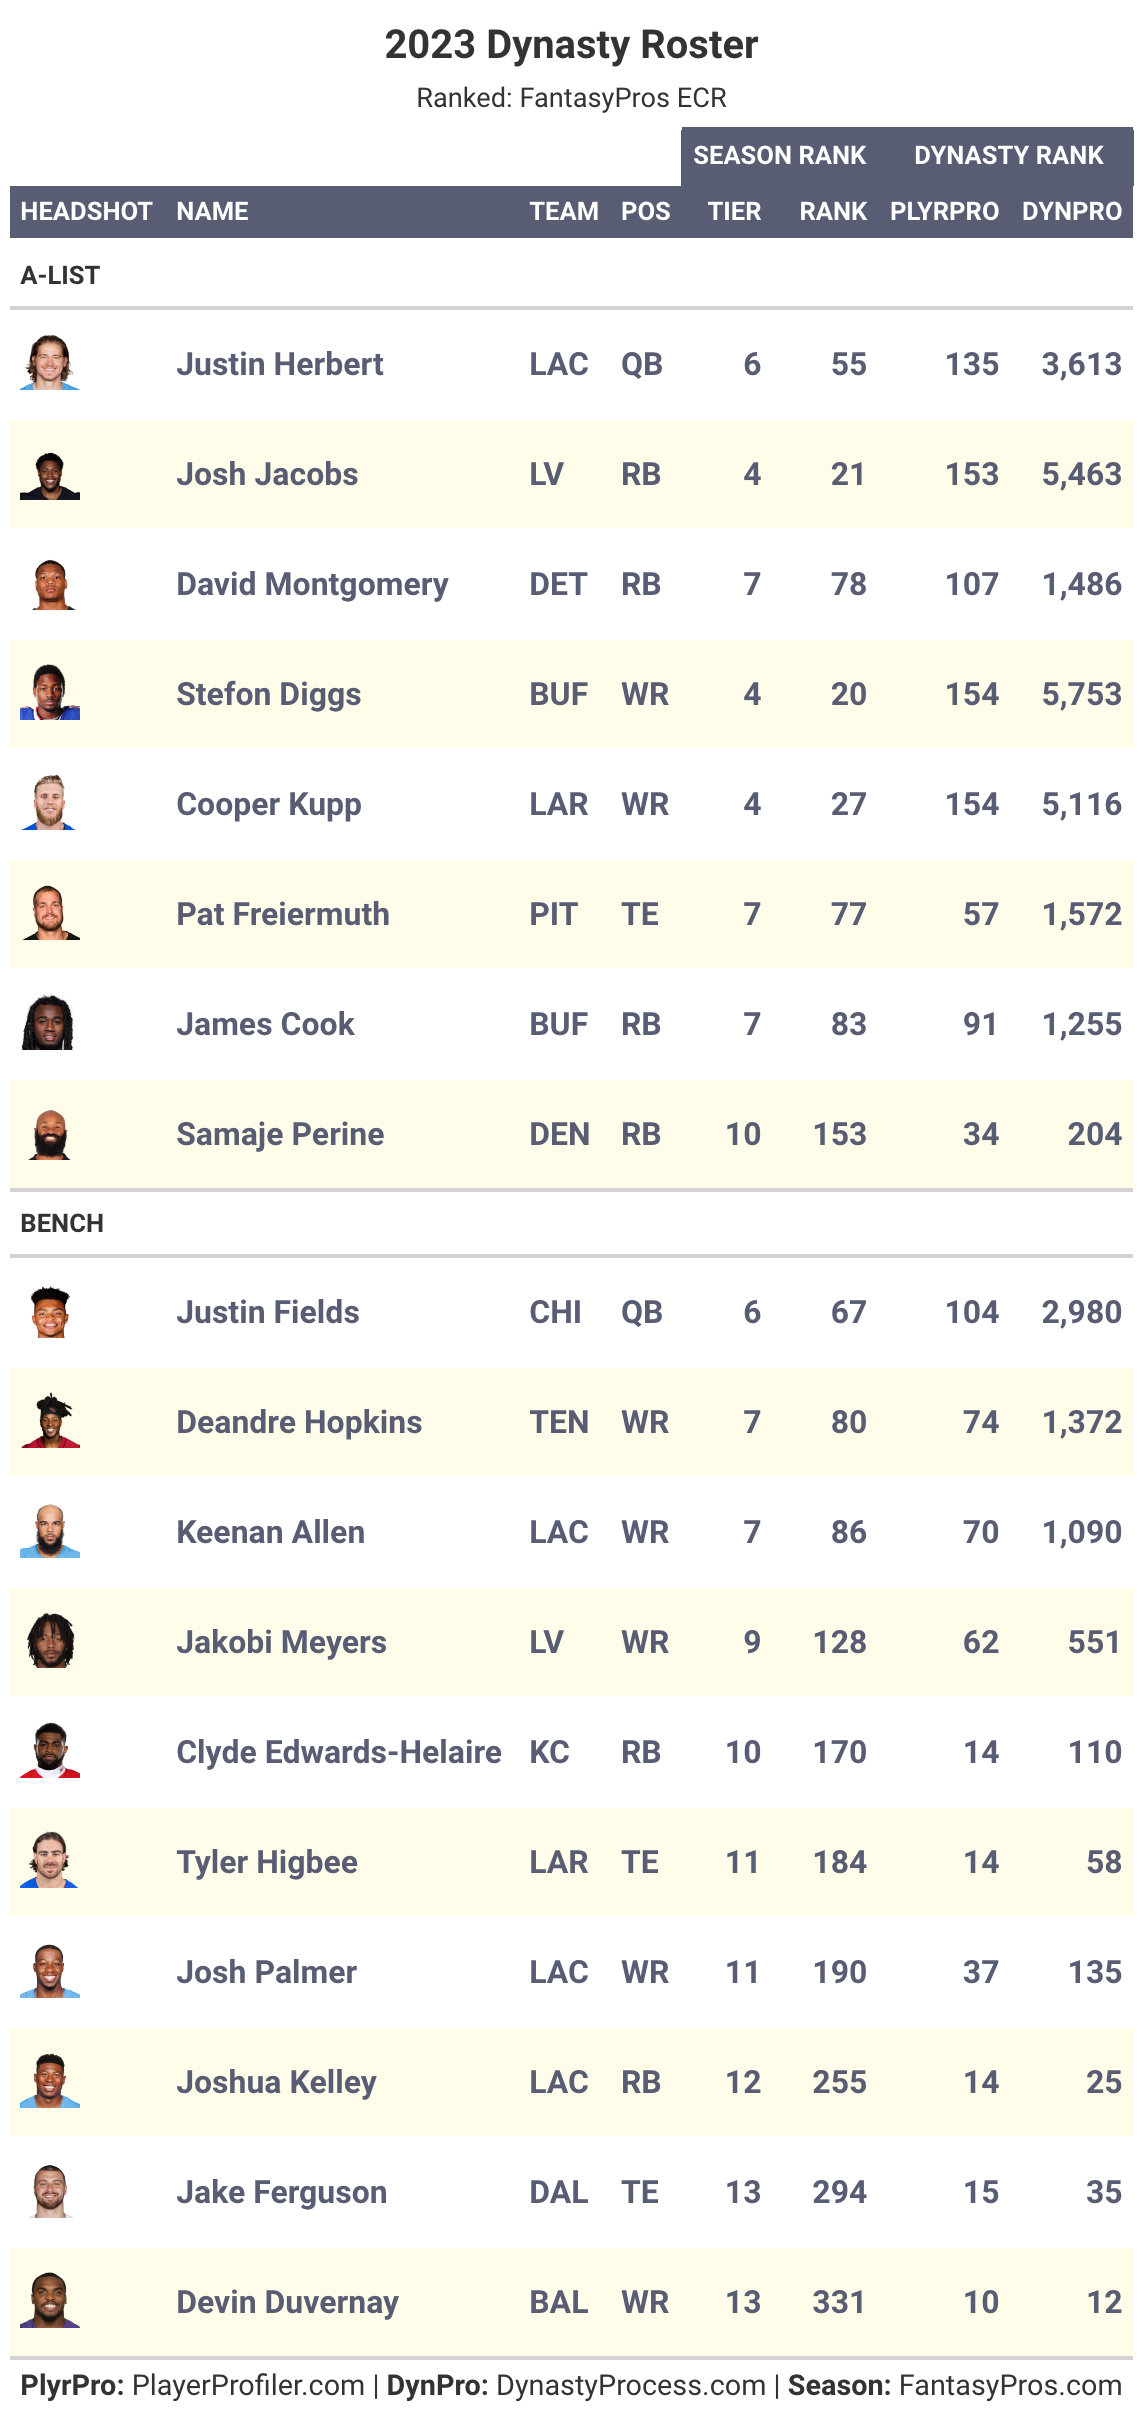 2023 Dynasty Roster
Ranked: FantasyPros ECR
SEASON RANK DYNASTY RANK
HEADSHOT NAME TEAM POS TIER RANK PLYRPRO DYNPRO
A-LIST
Justin Herbert LAC QB 6 55 135 3,613
Josh Jacobs LV RB 4 21 153 5,463
David Montgomery DET RB 7 78 107 1,486
Stefon Diggs BUF WR 4 20 154 5,753
Cooper Kupp LAR WR 4 27 154 5,116
Pat Freiermuth PIT TE 7 77 57 1,572
James Cook BUF RB 7 83 91 1,255
Samaje Perine DEN RB 10 153 34 204
BENCH
Justin Fields CHI QB 6 67 104 2,980
Deandre Hopkins TEN WR 7 80 74 1,372
Keenan Allen LAC WR 7 86 70 1,090
Jakobi Meyers LV WR 9 128 62 551
Clyde Edwards-Helaire KC RB 10 170 14 110
Tyler Higbee LAR TE 11 184 14 58
Josh Palmer LAC WR 11 190 37 135
Joshua Kelley LAC RB 12 255 14 25
Jake Ferguson DAL TE 13 294 15 35
Devin Duvernay BAL WR 13 331 10 12
PlyrPro: PlayerProfiler.com | DynPro: DynastyProcess.com | Season: FantasyPros.com